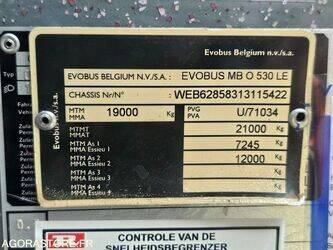 Evobus Belgium n.v./s.a.
EVOBUS BELGIUM N.V./S.A. : EVOBUS MB O 530 LE
CHASSIS Nr/N° : WEB62858313115422
MTM MMA 19000 Kg PVG PVA U/71034
MTMT MMAT 21000 Kg
MTM As 1 MMA Essieu 1 7245 Kg
MTM As 2 MMA Essieu 2 12000 Kg
MTM As 3 MMA Essieu 3 Kg
MTM As 4 MMA Essieu 4 Kg
Evobus Belgium n.v./s.a.
CONTROLE VAN DE
SNELHEIDSBEGRENZER
AGORASTORE.FR